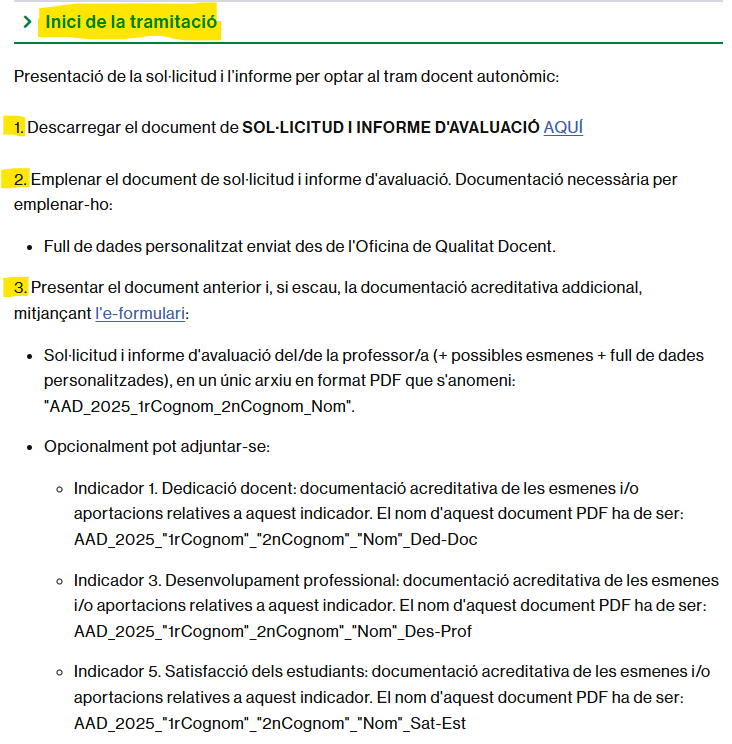 Inici de la tramitació
Presentació de la sol·licitud i l'informe per optar al tram docent autonòmic:
1. Descarregar el document de SOL·LICITUD I INFORME D'AVALUACIÓ AQUÍ
2. Emplenar el document de sol·licitud i informe d'avaluació. Documentació necessària per
emplenar-ho:
• Full de dades personalitzat enviat des de l'Oficina de Qualitat Docent.
3. Presentar el document anterior i, si escau, la documentació acreditativa addicional,
mitjançant l'e-formulari:
• Sol·licitud i informe d'avaluació del/de la professor/a (+ possibles esmenes + full de dades
personalitzades), en un únic arxiu en format PDF que s'anomeni:
"AAD_2025_1rCognom_2nCognom_Nom".
• Opcionalment pot adjuntar-se:
◦ Indicador 1. Dedicació docent: documentació acreditativa de les esmenes i/o
aportacions relatives a aquest indicador. El nom d'aquest document PDF ha de ser:
AAD_2025_"1rCognom"_"2nCognom"_"Nom"_Ded-Doc
◦ Indicador 3. Desenvolupament professional: documentació acreditativa de les esmenes
i/o aportacions relatives a aquest indicador. El nom d'aquest document PDF ha de ser:
AAD_2025_"1rCognom"_2nCognom"_"Nom"_Des-Prof
◦ Indicador 5. Satisfacció dels estudiants: documentació acreditativa de les esmenes i/o
aportacions relatives a aquest indicador. El nom d'aquest document PDF ha de ser:
AAD_2025_"1rCognom"_"2nCognom"_"Nom"_Sat-Est